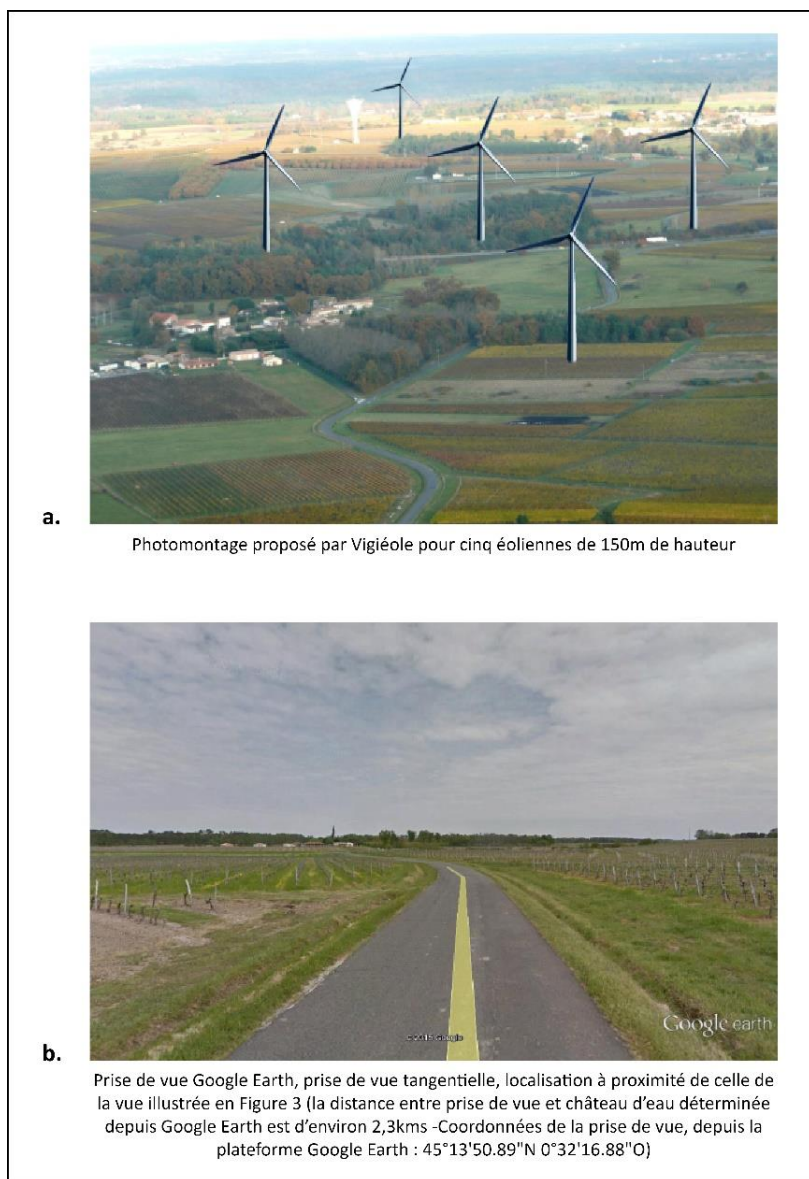 a.
Photomontage proposé par Vigiéole pour cinq éoliennes de 150m de hauteur
Google earth
b.
Prise de vue Google Earth, prise de vue tangentielle, localisation à proximité de celle de
la vue illustrée en Figure 3 (la distance entre prise de vue et château d'eau déterminée
depuis Google Earth est d'environ 2,3kms -Coordonnées de la prise de vue, depuis la
plateforme Google Earth : 45°13'50.89"N 0°32'16.88"O)